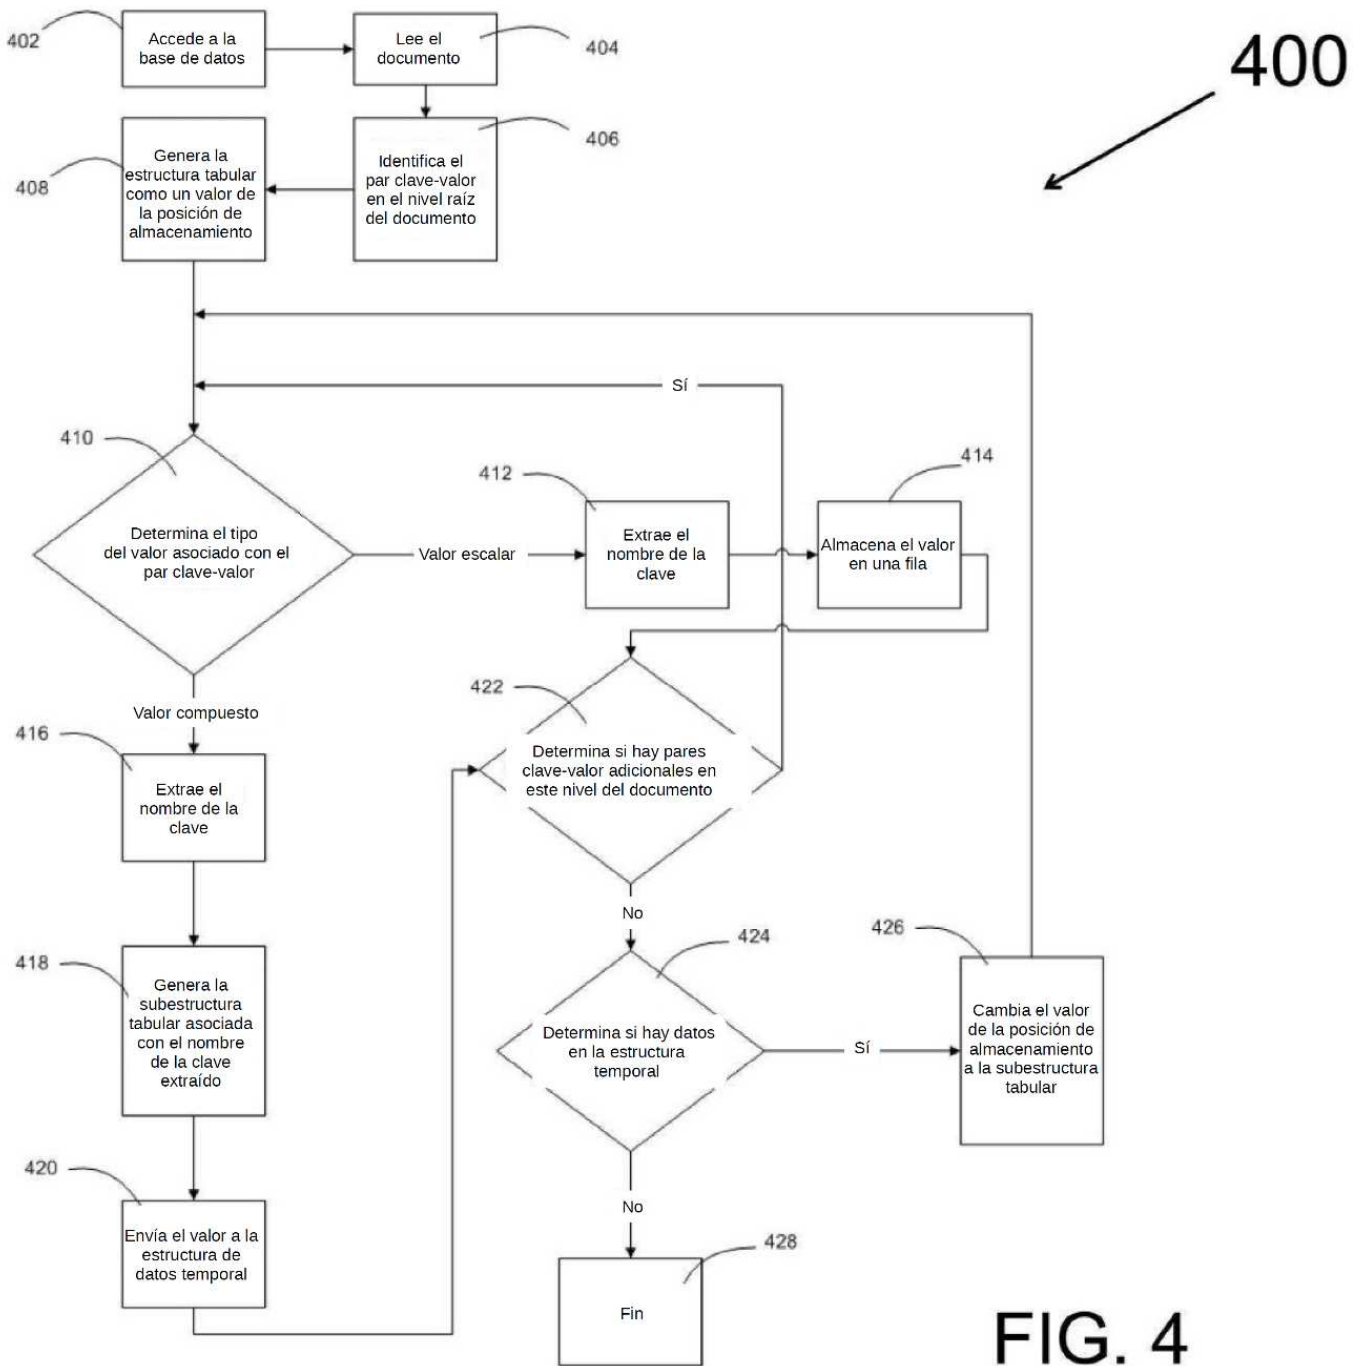 402
Accede a la
base de datos
Lee el
documento
404
400
408
Genera la
estructura tabular
como un valor de
la posición de
almacenamiento
Identifica el
par clave-valor
en el nivel raíz
del documento
406
Sí
410
Determina el tipo
del valor asociado con el
par clave-valor
Valor escalar
412
Extrae el
nombre de la
clave
414
Almacena el valor
en una fila
Valor compuesto
416
Extrae el
nombre de la
clave
422
Determina si hay pares
clave-valor adicionales en
este nivel del documento
No
418
Genera la
subestructura
tabular asociada
con el nombre
de la clave
extraído
424
Determina si hay datos
en la estructura
temporal
Sí
426
Cambia el valor
de la posición de
almacenamiento
a la subestructura
tabular
420
Envía el valor a la
estructura de
datos temporal
No
428
Fin
FIG. 4